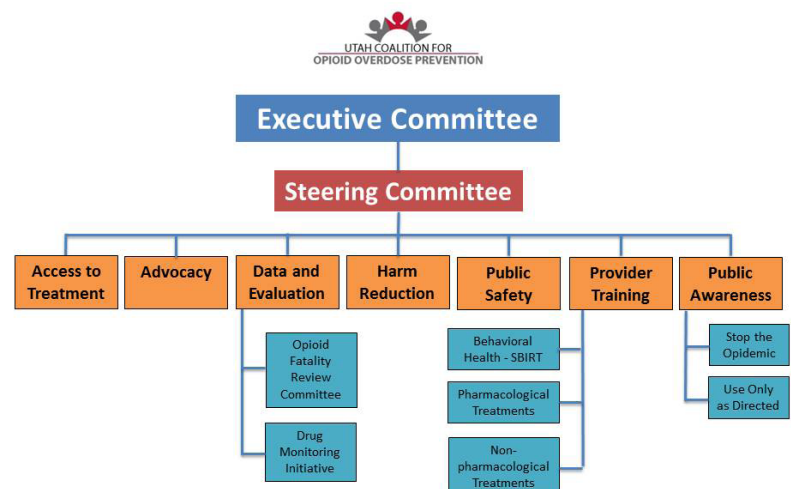 UTAH COALITION FOR
OPIOID OVERDOSE PREVENTION
Executive Committee
Steering Committee
Access to
Treatment
Advocacy
Data and
Evaluation
Harm
Reduction
Public
Safety
Provider
Training
Public
Awareness
Opioid
Fatality
Review
Committee
Drug
Monitoring
Initiative
Behavioral
Health - SBIRT
Pharmacological
Treatments
Non-
pharmacological
Treatments
Stop the
Opidemic
Use Only
as Directed